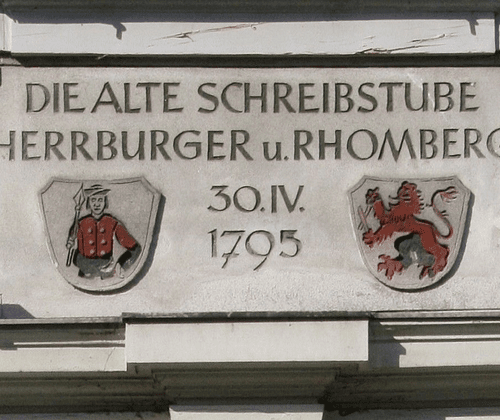 DIE ALTE SCHREIBSTUBE
HERRBURGER u. RHOMBERG
30.IV.
1795